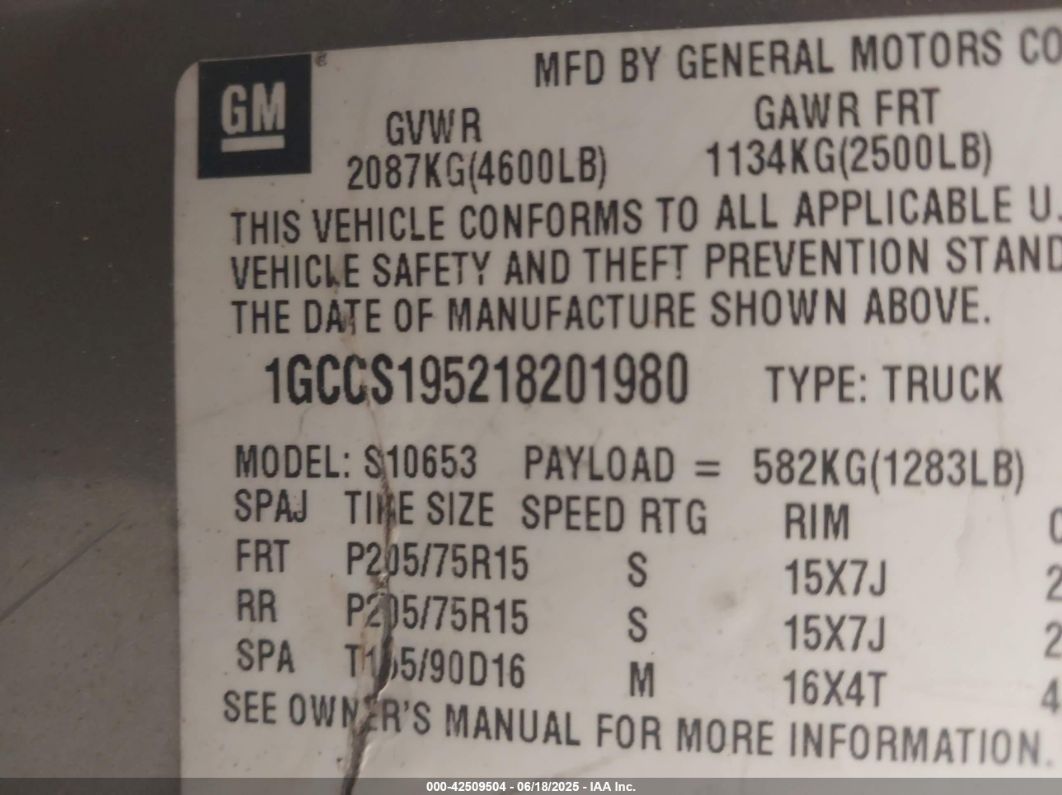 GM
MFD BY GENERAL MOTORS CO
GVWR GAWR FRT
2087KG(4600LB) 1134KG(2500LB)
THIS VEHICLE CONFORMS TO ALL APPLICABLE U.
VEHICLE SAFETY AND THEFT PREVENTION STAND
THE DATE OF MANUFACTURE SHOWN ABOVE.
1GCCS195218201980 TYPE: TRUCK
MODEL: S10653 PAYLOAD = 582KG(1283LB)
SPAJ TIRE SIZE SPEED RTG RIM
FRT P205/75R15 S 15X7J 2
RR P205/75R15 S 15X7J 2
SPA 16X4T M 4
SEE OWNER'S MANUAL FOR MORE INFORMATION.
000-42509504 - 06/18/2025 - IAA Inc.